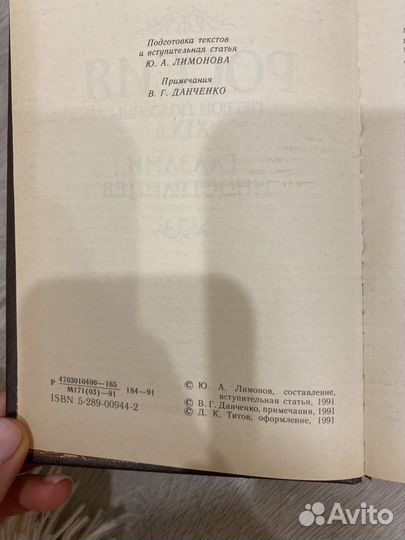 Подготовка текстов
и вступительная статья
Ю. А. ЛИМОНОВА
Примечания
В. Г. ДАНЧЕНКО
Р 4703010400—165
М171(03)—91 184—91
ISBN 5-289-00944-2
© Ю. А. Лимонов, составление,
вступительная статья, 1991
© В. Г. Данченко, примечания, 1991
© Д. К. Титов, оформление, 1991
Avito